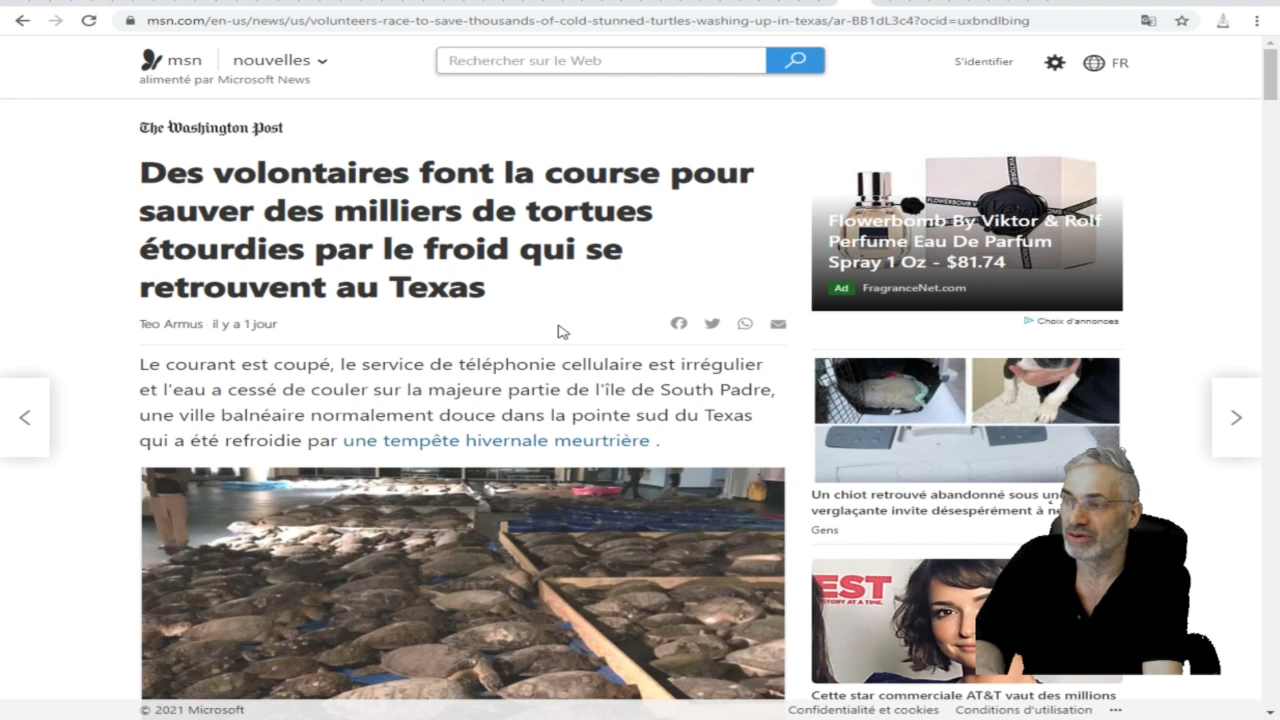 msn.com/en-us/news/us/volunteers-race-to-save-thousands-of-cold-stunned-turtles-washing-up-in-texas/ar-BB1dL3c4?ocid=uxbndlbing
msn nouvelles
alimenté par Microsoft News
Rechercher sur le Web
S'identifier
FR
The Washington Post
Des volontaires font la course pour
sauver des milliers de tortues
étourdies par le froid qui se
retrouvent au Texas
Teo Armus il y a 1 jour
Le courant est coupé, le service de téléphonie cellulaire est irrégulier
et l'eau a cessé de couler sur la majeure partie de l'île de South Padre,
une ville balnéaire normalement douce dans la pointe sud du Texas
qui a été refroidie par une tempête hivernale meurtrière .
FLOWERBOMB
Flowerbomb By Viktor & Rolf
Perfume Eau De Parfum
Spray 1 Oz - $81.74
Ad FragranceNet.com
Choix d'annonces
Un chiot retrouvé abandonné sous
verglaçante invite désespérément à
Gens
EST
TORY AT A TIME.
Cette star commerciale AT&T vaut des millions
© 2021 Microsoft
Confidentialité et cookies Conditions d'utilisation ...